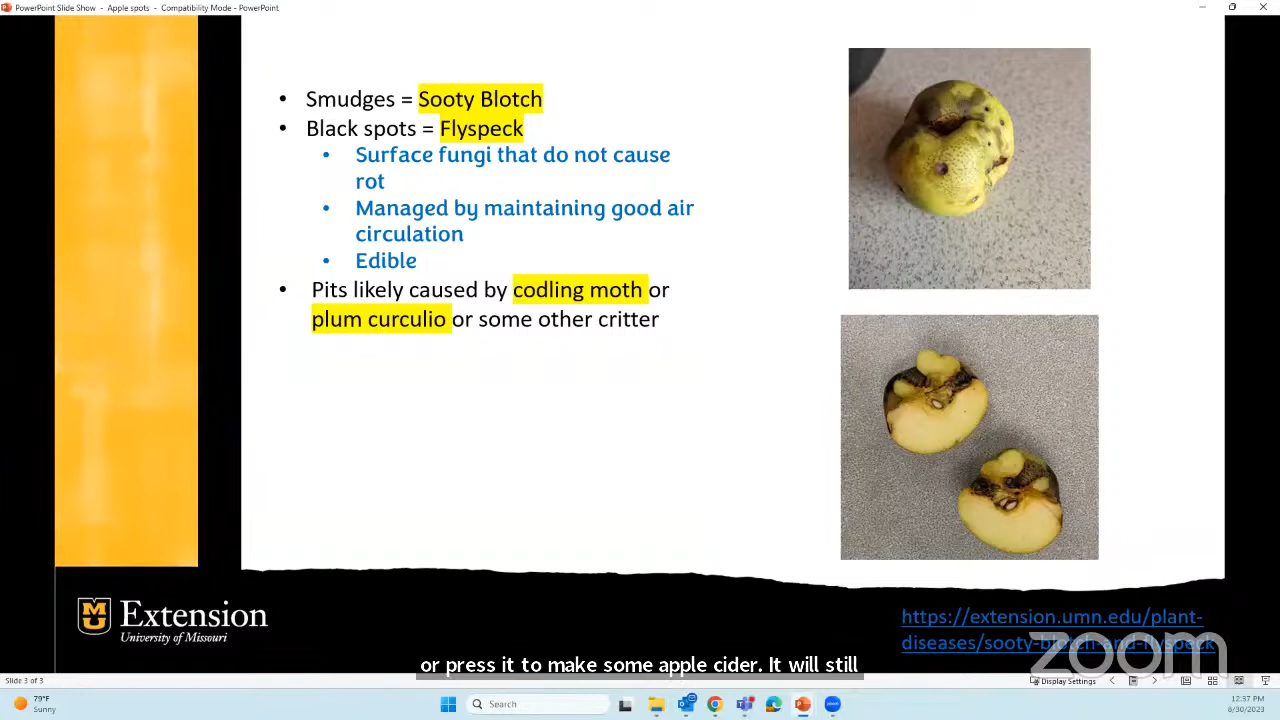 PowerPoint Slide Show - Apple spots - Compatibility Mode - PowerPoint
• Smudges = Sooty Blotch
• Black spots = Flyspeck
• Surface fungi that do not cause
rot
• Managed by maintaining good air
circulation
• Edible
• Pits likely caused by codling moth or
plum curculio or some other critter
MU Extension
University of Missouri
https://extension.umn.edu/plant-
diseases/sooty-blotch-and-flyspeck
zoom
or press it to make some apple cider. It will still
Slide 3 of 3
Display Settings
79°F
Sunny
Search
zoom
12:37 PM
8/30/2023